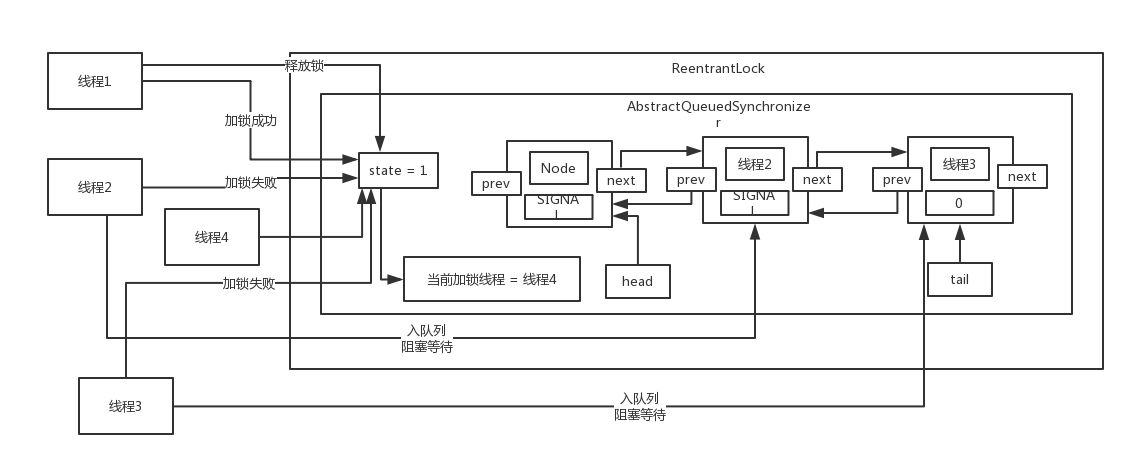 线程1
释放锁
ReentrantLock
AbstractQueuedSynchronize
r
加锁成功
state = 1
线程2
加锁失败
prev
Node
next
SIGNA
l
prev
线程2
next
SIGNA
l
prev
线程3
next
0
线程4
加锁失败
当前加锁线程 = 线程4
head
tail
入队列
阻塞等待
线程3
入队列
阻塞等待